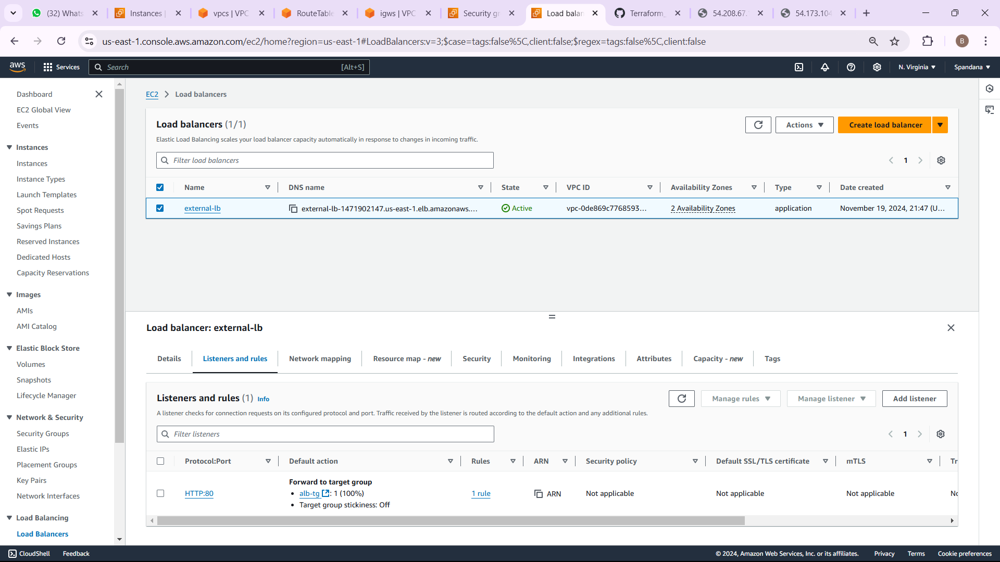 (32) Whats
Instances |
vpcs | VPC
RouteTable
igws | VPC
Security gr
Load balan
Terraform_
54.208.67.
54.173.104
us-east-1.console.aws.amazon.com/ec2/home?region=us-east-1#LoadBalancers:v=3;$case=tags:false%5C,client:false;$regex=tags:false%5C,client:false
B
aws
Services
Search
[Alt+S]
N. Virginia
Spandana
Dashboard
EC2 Global View
Events
Instances
Instances
Instance Types
Launch Templates
Spot Requests
Savings Plans
Reserved Instances
Dedicated Hosts
Capacity Reservations
Images
AMIs
AMI Catalog
Elastic Block Store
Volumes
Snapshots
Lifecycle Manager
Network & Security
Security Groups
Elastic IPs
Placement Groups
Key Pairs
Network Interfaces
Load Balancing
Load Balancers
EC2 > Load balancers
Load balancers (1/1)
Actions
Create load balancer
Elastic Load Balancing scales your load balancer capacity automatically in response to changes in incoming traffic.
Filter load balancers
1
Name DNS name State VPC ID Availability Zones Type Date created
external-lb external-lb-1471902147.us-east-1.elb.amazonaws.... Active vpc-0de869c7768593... 2 Availability Zones application November 19, 2024, 21:47 (U...
Load balancer: external-lb
Details Listeners and rules Network mapping Resource map - new Security Monitoring Integrations Attributes Capacity - new Tags
Listeners and rules (1) Info
Manage rules
Manage listener
Add listener
A listener checks for connection requests on its configured protocol and port. Traffic received by the listener is routed according to the default action and any additional rules.
Filter listeners
1
Protocol:Port Default action Rules ARN Security policy Default SSL/TLS certificate mTLS Tr
Forward to target group
HTTP:80 • alb-tg : 1 (100%) 1 rule ARN Not applicable Not applicable Not applicable No
• Target group stickiness: Off
CloudShell
Feedback
© 2024, Amazon Web Services, Inc. or its affiliates.
Privacy
Terms
Cookie preferences